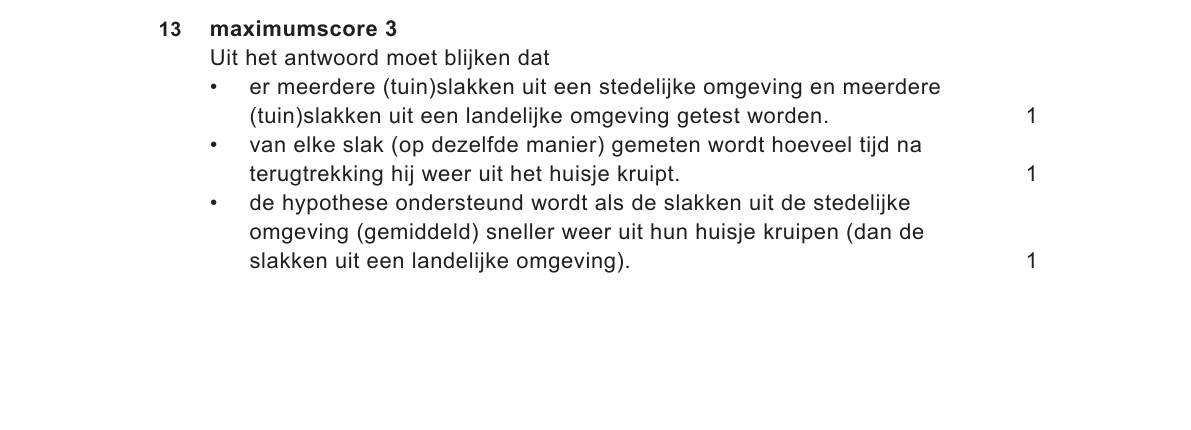 13 maximumscore 3
Uit het antwoord moet blijken dat
• er meerdere (tuin)slakken uit een stedelijke omgeving en meerdere
(tuin)slakken uit een landelijke omgeving getest worden. 1
• van elke slak (op dezelfde manier) gemeten wordt hoeveel tijd na
terugtrekking hij weer uit het huisje kruipt. 1
• de hypothese ondersteund wordt als de slakken uit de stedelijke
omgeving (gemiddeld) sneller weer uit hun huisje kruipen (dan de
slakken uit een landelijke omgeving). 1